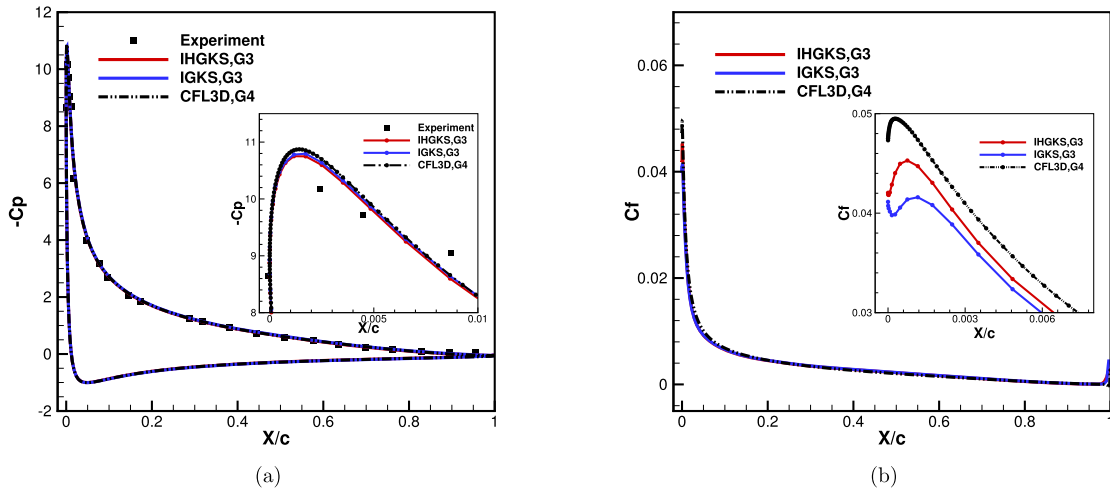 12
10
8
6
4
2
0
-2
-Cp
Experiment
IHGKS,G3
IGKS,G3
CFL3D,G4
11
10
9
8
-Cp
Experiment
IHGKS,G3
IGKS,G3
CFL3D,G4
0 0.005 0.01
X/c
0 0.2 0.4 0.6 0.8 1
X/c
(a)
0.06
0.04
0.02
0
Cf
IHGKS,G3
IGKS,G3
CFL3D,G4
0.05
0.04
0.03
Cf
IHGKS,G3
IGKS,G3
CFL3D,G4
0 0.003 0.006
X/c
0 0.2 0.4 0.6 0.8 1
X/c
(b)